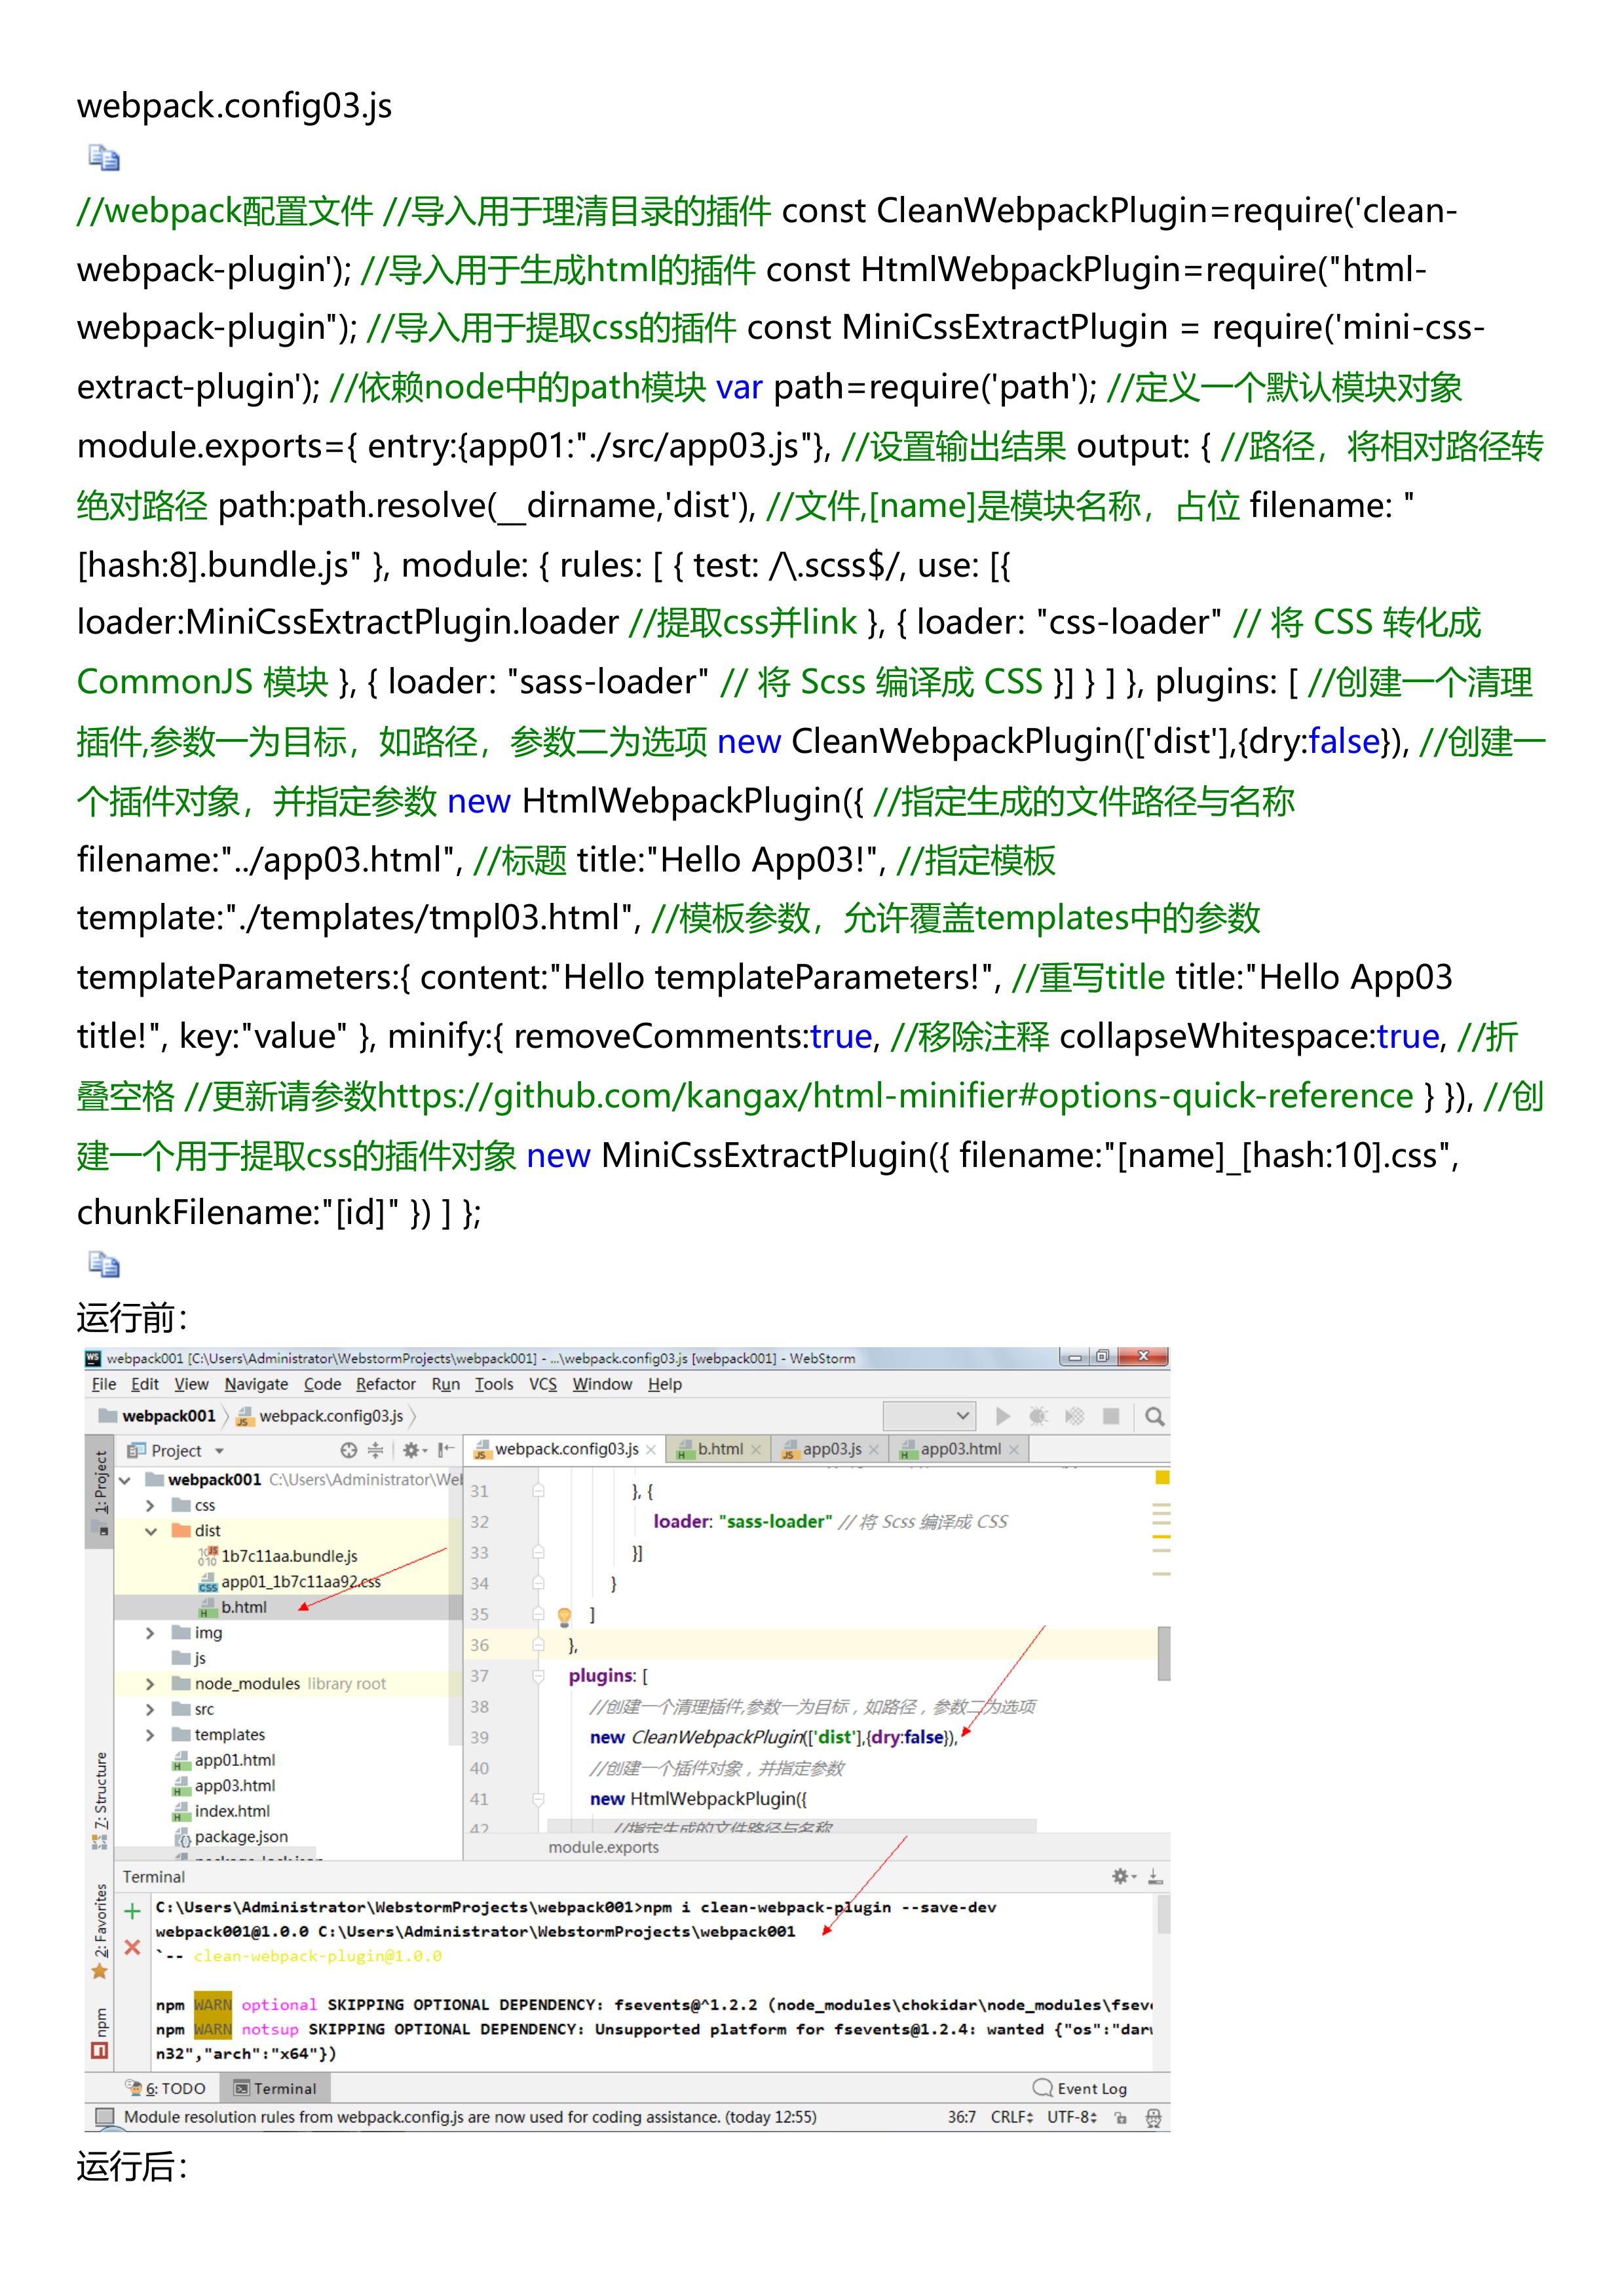 webpack.config03.js
//webpack配置文件 //导入用于理清目录的插件 const CleanWebpackPlugin=require('clean-
webpack-plugin'); //导入用于生成html的插件 const HtmlWebpackPlugin=require("html-
webpack-plugin"); //导入用于提取css的插件 const MiniCssExtractPlugin = require('mini-css-
extract-plugin'); //依赖node中的path模块 var path=require('path'); //定义一个默认模块对象
module.exports={ entry:{app01:"./src/app03.js"}, //设置输出结果 output: { //路径，将相对路径转
绝对路径 path:path.resolve(__dirname,'dist'), //文件,[name]是模块名称，占位 filename: "
[hash:8].bundle.js" }, module: { rules: [ { test: /\.scss$/, use: [{
loader:MiniCssExtractPlugin.loader //提取css并link }, { loader: "css-loader" // 将 CSS 转化成
CommonJS 模块 }, { loader: "sass-loader" // 将 Scss 编译成 CSS }] } ] }, plugins: [ //创建一个清理
插件,参数一为目标，如路径，参数二为选项 new CleanWebpackPlugin(['dist'],{dry:false}), //创建一
个插件对象，并指定参数 new HtmlWebpackPlugin({ //指定生成的文件路径与名称
filename:"../app03.html", //标题 title:"Hello App03!", //指定模板
template:"./templates/tmpl03.html", //模板参数，允许覆盖templates中的参数
templateParameters:{ content:"Hello templateParameters!", //重写title title:"Hello App03
title!", key:"value" }, minify:{ removeComments:true, //移除注释 collapseWhitespace:true, //折
叠空格 //更新请参数https://github.com/kangax/html-minifier#options-quick-reference } }), //创
建一个用于提取css的插件对象 new MiniCssExtractPlugin({ filename:"[name]_[hash:10].css",
chunkFilename:"[id]" }) ] };
运行前：
webpack001 [C:\Users\Administrator\WebstormProjects\webpack001] - ...\webpack.config03.js [webpack001] - WebStorm
File Edit View Navigate Code Refactor Run Tools VCS Window Help
webpack001 webpack.config03.js
1: Project
7: Structure
2: Favorites
npm
Project
webpack001 C:\Users\Administrator\We
css
dist
1b7c11aa.bundle.js
app01_1b7c11aa92.css
b.html
img
js
node_modules library root
src
templates
app01.html
app03.html
index.html
package.json
webpack.config03.js b.html app03.js app03.html
31 }, {
32 loader: "sass-loader" // 将 Scss 编译成 CSS
33 }]
34 }
35 ]
36 },
37 plugins: [
38 //创建一个清理插件,参数一为目标，如路径，参数二为选项
39 new CleanWebpackPlugin(['dist'],{dry:false}),
40 //创建一个插件对象，并指定参数
41 new HtmlWebpackPlugin({
42 //指定生成的文件路径与名称
module.exports
Terminal
C:\Users\Administrator\WebstormProjects\webpack001>npm i clean-webpack-plugin --save-dev
webpack001@1.0.0 C:\Users\Administrator\WebstormProjects\webpack001
`-- clean-webpack-plugin@1.0.0
npm WARN optional SKIPPING OPTIONAL DEPENDENCY: fsevents@^1.2.2 (node_modules\chokidar\node_modules\fseve
npm WARN notsup SKIPPING OPTIONAL DEPENDENCY: Unsupported platform for fsevents@1.2.4: wanted {"os":"darw
n32","arch":"x64"})
6: TODO Terminal Event Log
Module resolution rules from webpack.config.js are now used for coding assistance. (today 12:55) 36:7 CRLF UTF-8
运行后：